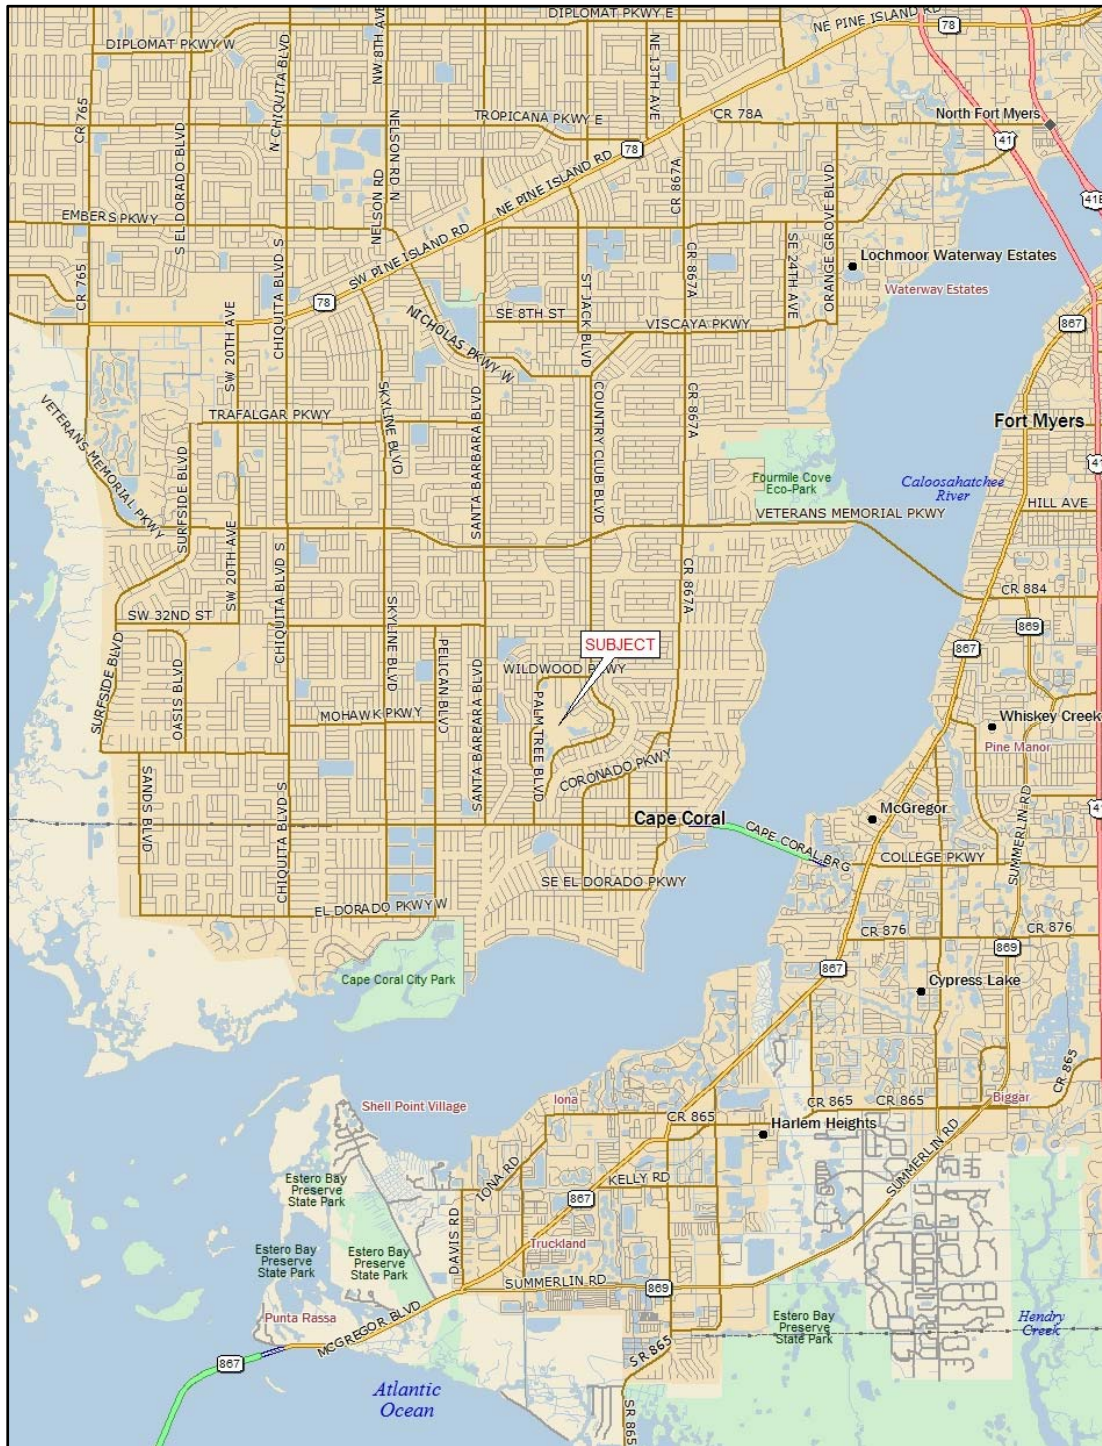 DIPLOMAT PKWY E
NE PINE ISLAND RD
78
DIPLOMAT PKWY W
N CHIQUITA BLVD
NW 8TH AVE
NE 13TH AVE
CR 765
S ELDORADO BLVD
NELSON RD N
TROPICANA PKWY E
CR 78A
North Fort Myers
41
78
NE PINE ISLAND RD
CR 867A
41B
EMBERS PKWY
NELSON RD
SW PINE ISLAND RD
CR 765
CHIQUITA BLVD S
78
ST JACK BLVD
CR 867A
SE 24TH AVE
ORANGE GROVE BLVD
Lochmoor Waterway Estates
Waterway Estates
SW 20TH AVE
NICHOLAS PKWY W
SE 8TH ST
VISCAYA PKWY
867
VETERANS MEMORIAL PKWY
TRAFALGAR PKWY
SKYLINE BLVD
SANTA BARBARA BLVD
COUNTRY CLUB BLVD
CR 867A
Fort Myers
41
SURFSIDE BLVD
Fourmile Cove
Eco-Park
Caloosahatchee
River
HILL AVE
VETERANS MEMORIAL PKWY
SW 20TH AVE
CHIQUITA BLVD S
SKYLINE BLVD
CR 867A
CR 884
SW 32ND ST
869
SURFSIDE BLVD
OASIS BLVD
PELICAN BLVD
SANTA BARBARA BLVD
SUBJECT
867
WILDWOOD PKWY
PALM TREE BLVD
MOHAWK PKWY
Whiskey Creek
Pine Manor
CORONADO PKWY
SANDS BLVD
CHIQUITA BLVD S
Cape Coral
CAPE CORAL BRG
McGregor
SUMMERLIN RD
41
COLLEGE PKWY
SE EL DORADO PKWY
EL DORADO PKWY W
CR 876
CR 876
869
Cape Coral City Park
867
Cypress Lake
CR 865
Shell Point Village
Iona
CR 865
CR 865
CR 865
Biggar
Harlem Heights
SUMMERLIN RD
IONA RD
KELLY RD
867
Estero Bay
Preserve
State Park
DAVIS RD
Truckland
Estero Bay
Preserve
State Park
Estero Bay
Preserve
State Park
SUMMERLIN RD
869
Punta Rassa
MCGREGOR BLVD
Estero Bay
Preserve
State Park
Hendry
Creek
867
SR 865
Atlantic
Ocean
SR 865